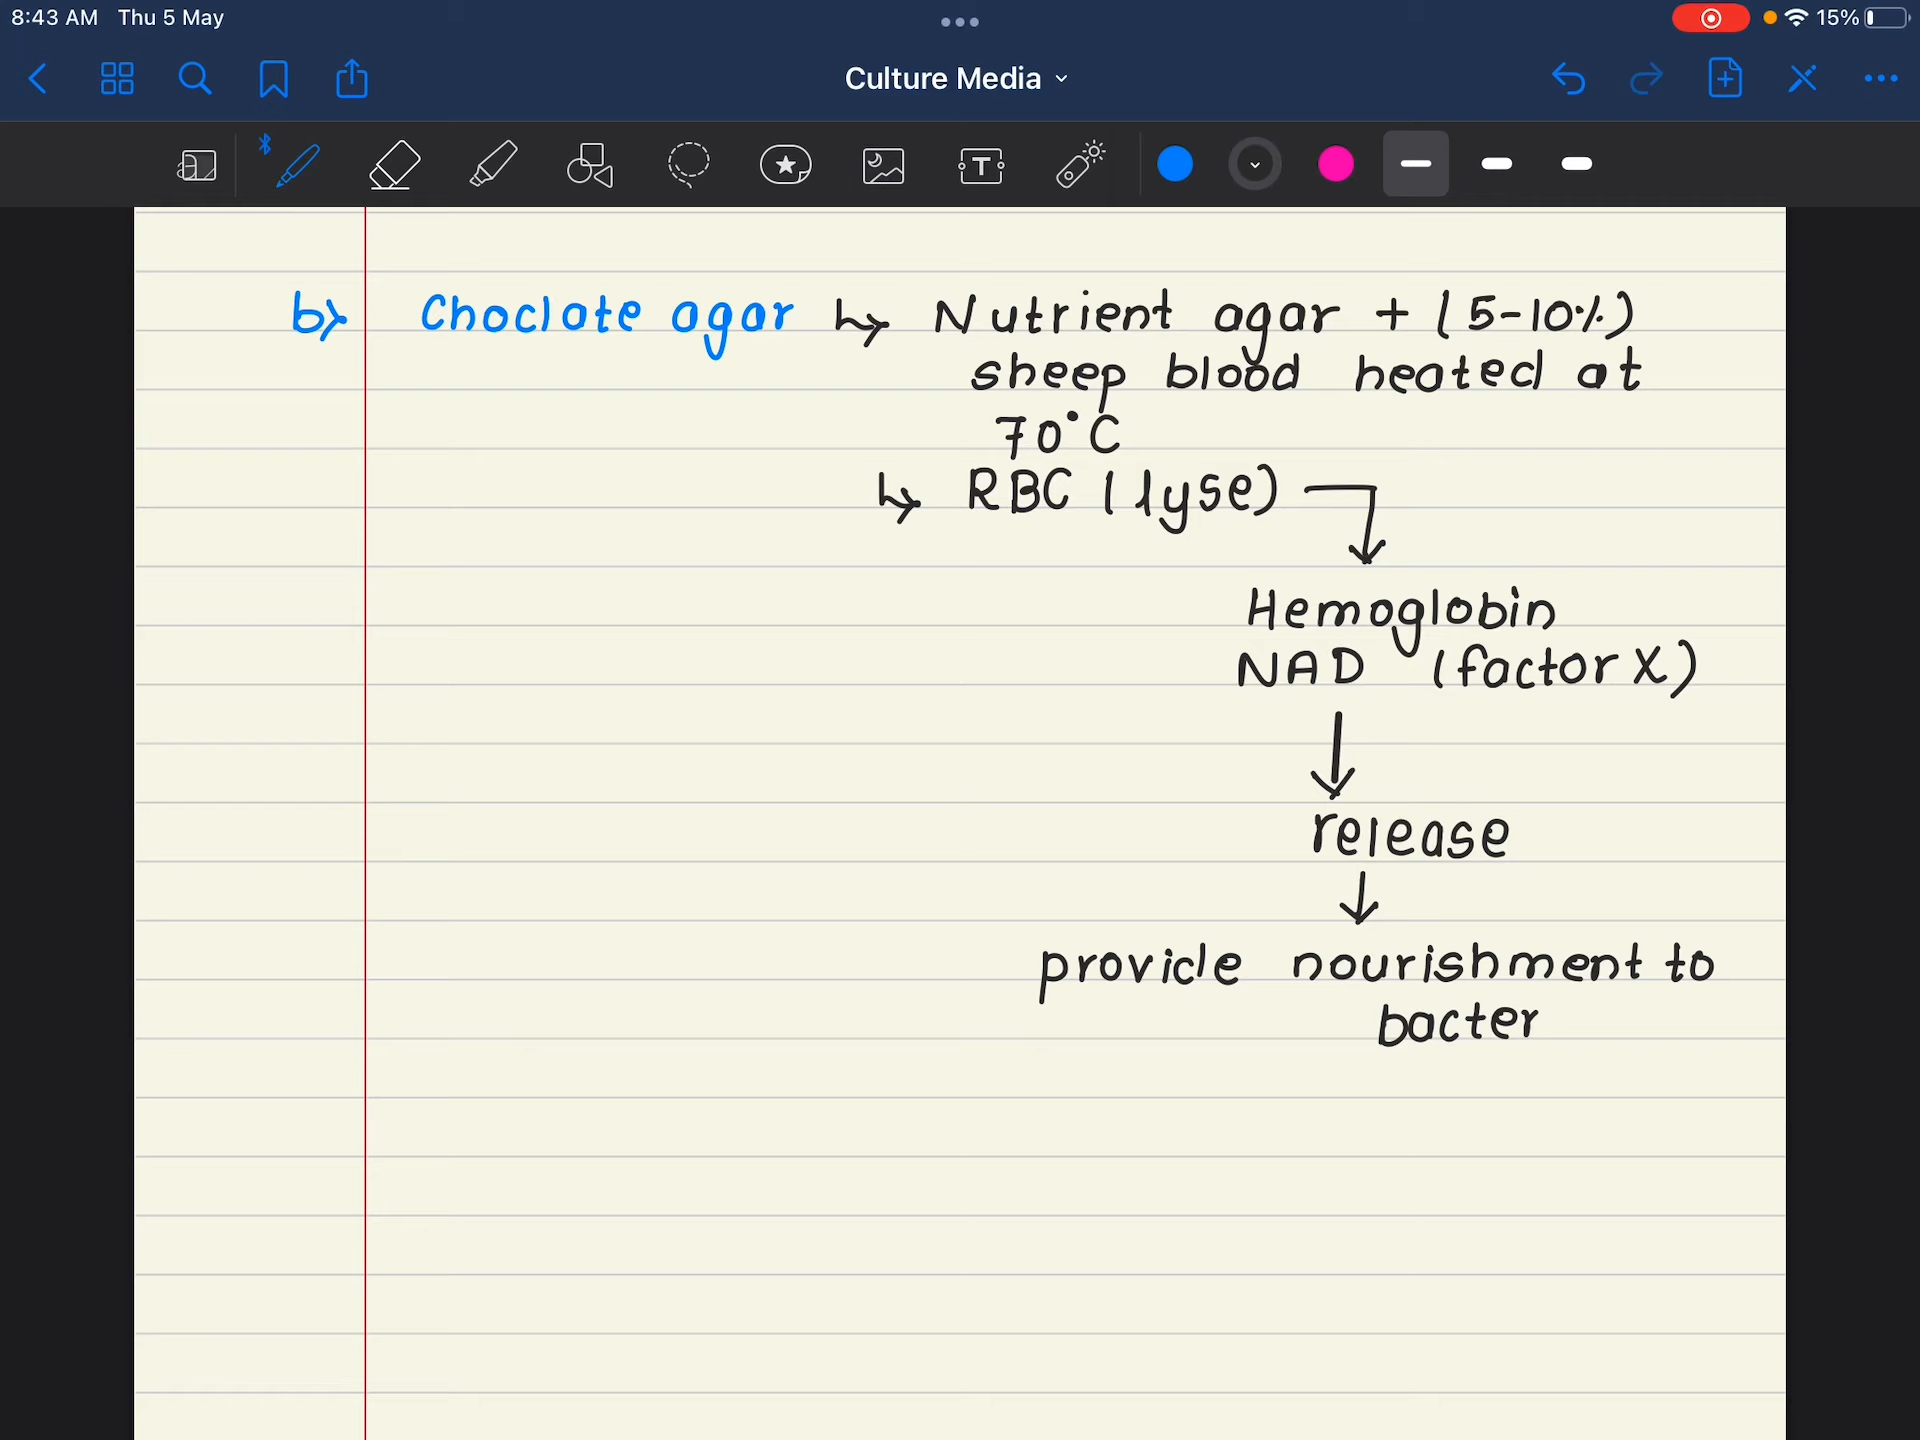 8:43 AM Thu 5 May
15%
Culture Media
b) Choclate agar ↳ Nutrient agar + (5-10%)
sheep blood heated at
70°C
↳ RBC (lyse)
Hemoglobin
NAD (factor X)
↓
release
↓
provide nourishment to
bacter